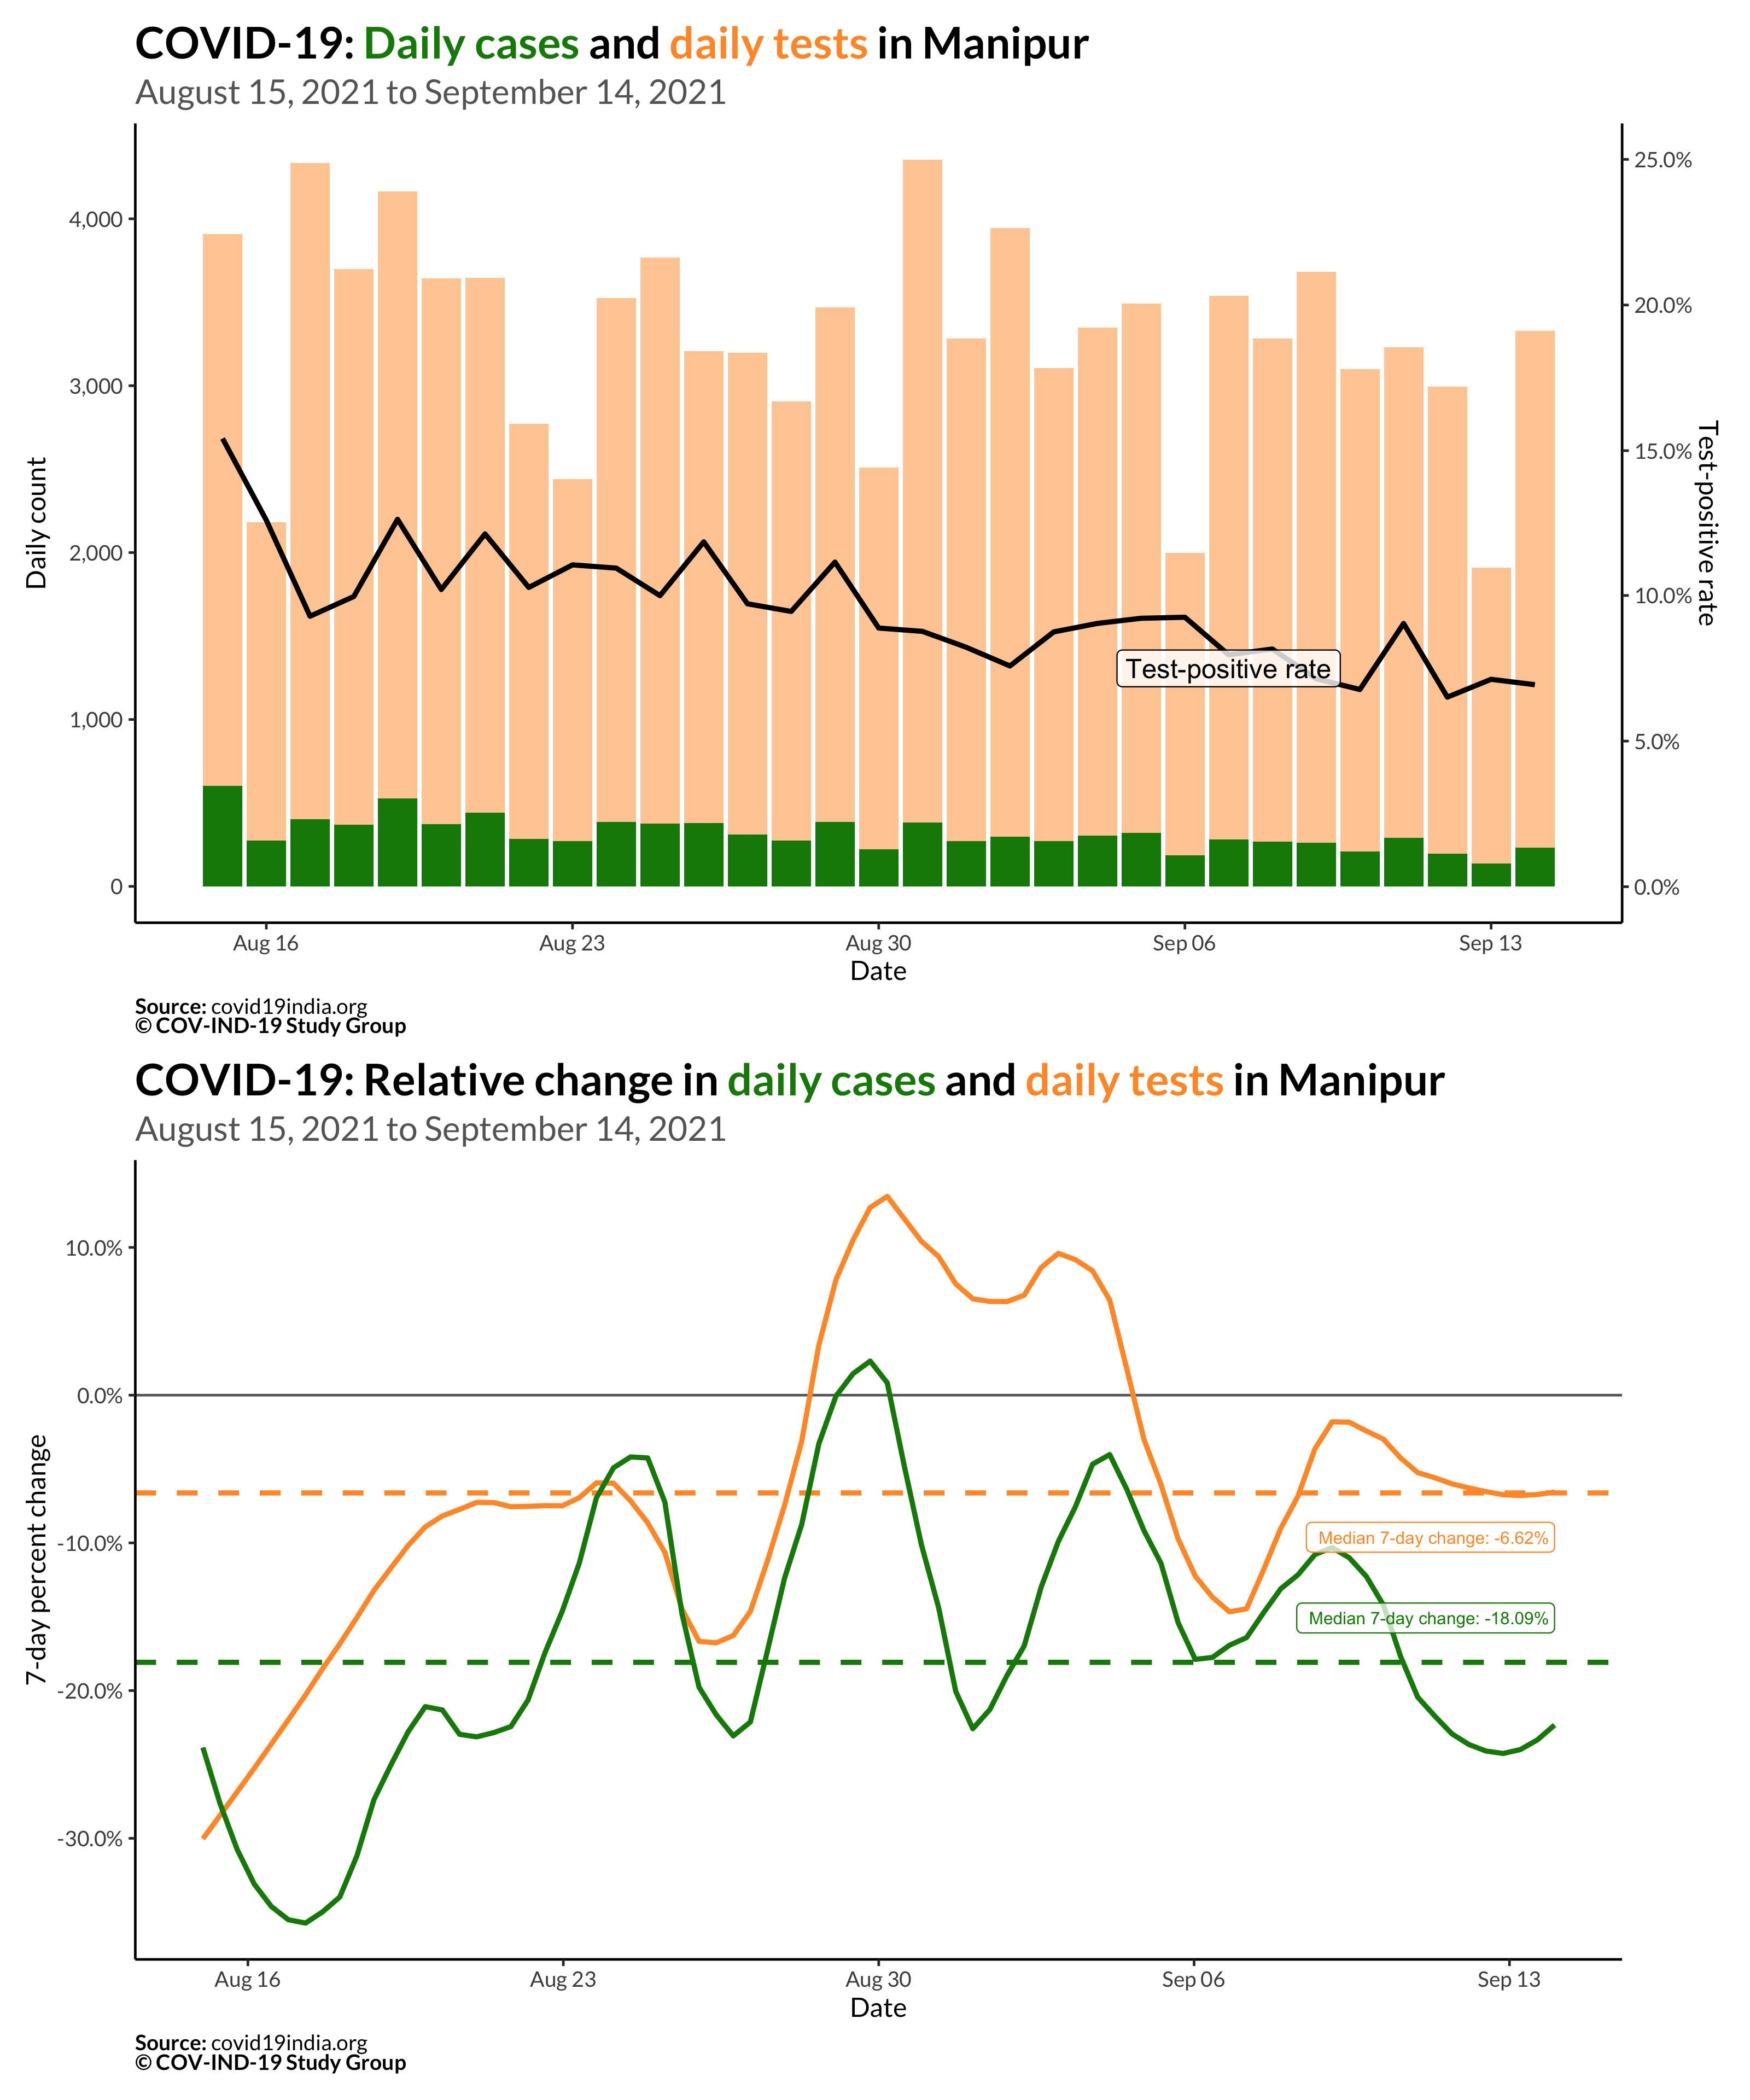 COVID-19: Daily cases and daily tests in Manipur
August 15, 2021 to September 14, 2021
Daily count
4,000
3,000
2,000
1,000
0
25.0%
20.0%
15.0%
10.0%
5.0%
0.0%
Test-positive rate
Test-positive rate
Aug 16
Aug 23
Aug 30
Sep 06
Sep 13
Date
Source: covid19india.org
© COV-IND-19 Study Group
COVID-19: Relative change in daily cases and daily tests in Manipur
August 15, 2021 to September 14, 2021
7-day percent change
10.0%
0.0%
-10.0%
-20.0%
-30.0%
Median 7-day change: -6.62%
Median 7-day change: -18.09%
Aug 16
Aug 23
Aug 30
Sep 06
Sep 13
Date
Source: covid19india.org
© COV-IND-19 Study Group